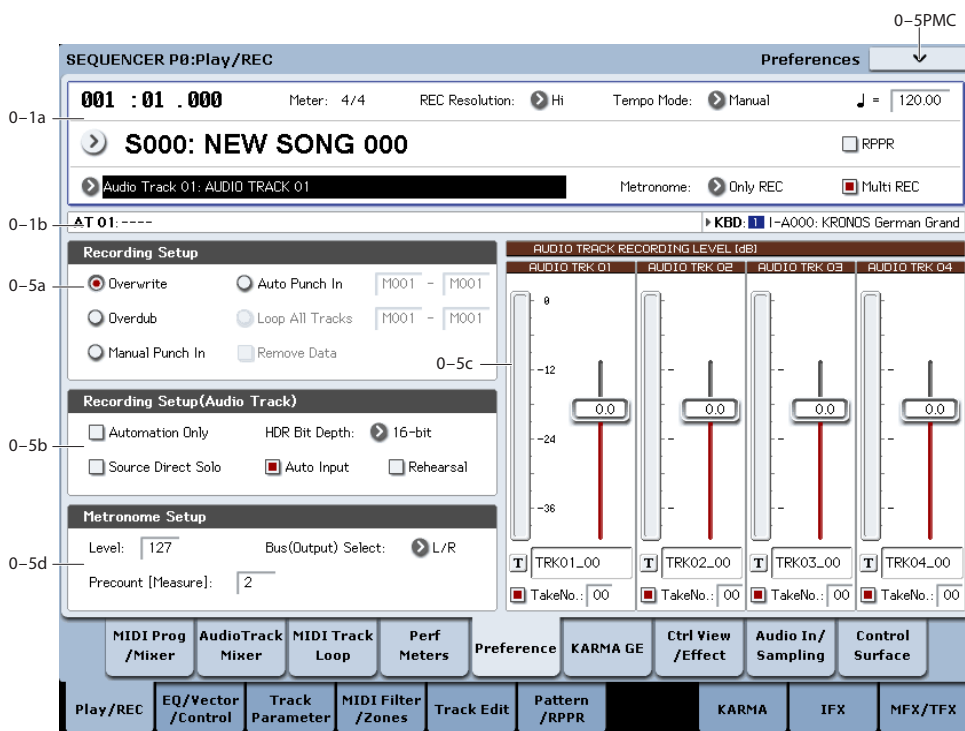 0–5PMC
SEQUENCER P0:Play/REC Preferences
0–1a
001 :01 .000 Meter: 4/4 REC Resolution: Hi Tempo Mode: Manual ♩ = 120.00
S000: NEW SONG 000 RPPR
Audio Track 01: AUDIO TRACK 01 Metronome: Only REC Multi REC
0–1b
AT 01:---- KBD: 1 I-A000: KRONOS German Grand
Recording Setup
0–5a
Overwrite Auto Punch In M001 - M001
Overdub Loop All Tracks M001 - M001
Manual Punch In Remove Data
0–5c
AUDIO TRACK RECORDING LEVEL [dB]
AUDIO TRK 01 AUDIO TRK 02 AUDIO TRK 03 AUDIO TRK 04
0
-12
0.0 0.0 0.0 0.0
-24
-36
Recording Setup(Audio Track)
0–5b
Automation Only HDR Bit Depth: 16-bit
Source Direct Solo Auto Input Rehearsal
Metronome Setup
0–5d
Level: 127 Bus(Output) Select: L/R
Precount [Measure]: 2
T TRK01_00 T TRK02_00 T TRK03_00 T TRK04_00
TakeNo.: 00 TakeNo.: 00 TakeNo.: 00 TakeNo.: 00
MIDI Prog /Mixer
AudioTrack Mixer
MIDI Track Loop
Perf Meters
Preference
KARMA GE
Ctrl View /Effect
Audio In/ Sampling
Control Surface
Play/REC
EQ/Vector /Control
Track Parameter
MIDI Filter /Zones
Track Edit
Pattern /RPPR
KARMA
IFX
MFX/TFX